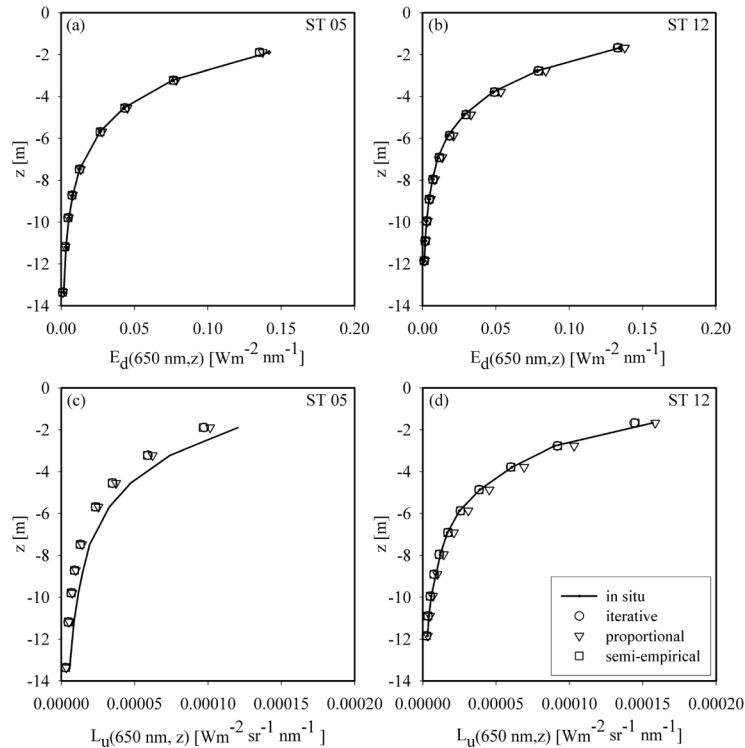 (a) ST 05
0
-2
-4
-6
-8
-10
-12
-14
z [m]
0.00 0.05 0.10 0.15 0.20
E_d(650 nm,z) [Wm^-2 nm^-1]
(b) ST 12
0
-2
-4
-6
-8
-10
-12
-14
z [m]
0.00 0.05 0.10 0.15 0.20
E_d(650 nm,z) [Wm^-2 nm^-1]
(c) ST 05
0
-2
-4
-6
-8
-10
-12
-14
z [m]
0.00000 0.00005 0.00010 0.00015 0.00020
L_u(650 nm, z) [Wm^-2 sr^-1 nm^-1 ]
(d) ST 12
0
-2
-4
-6
-8
-10
-12
-14
z [m]
in situ
iterative
proportional
semi-empirical
0.00000 0.00005 0.00010 0.00015 0.00020
L_u(650 nm,z) [Wm^-2 sr^-1 nm^-1]